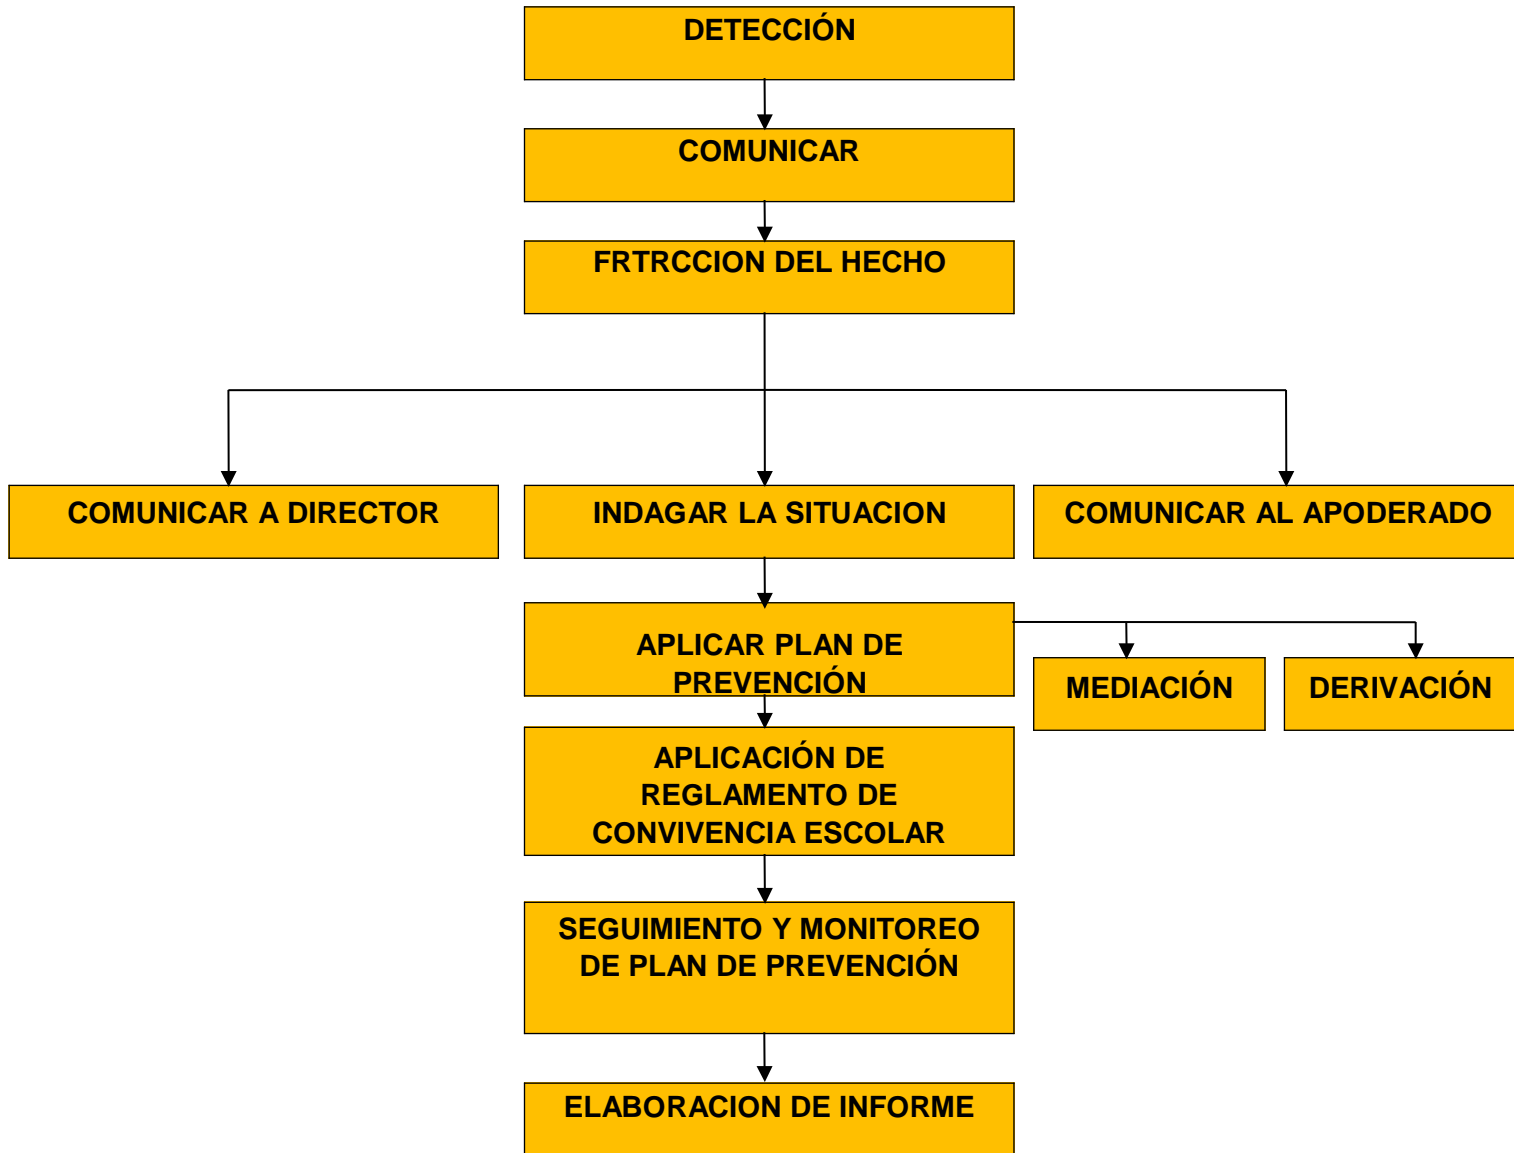 DETECCIÓN
COMUNICAR
FRTRCCION DEL HECHO
COMUNICAR A DIRECTOR
INDAGAR LA SITUACION
COMUNICAR AL APODERADO
APLICAR PLAN DE
PREVENCIÓN
MEDIACIÓN
DERIVACIÓN
APLICACIÓN DE
REGLAMENTO DE
CONVIVENCIA ESCOLAR
SEGUIMIENTO Y MONITOREO
DE PLAN DE PREVENCIÓN
ELABORACION DE INFORME